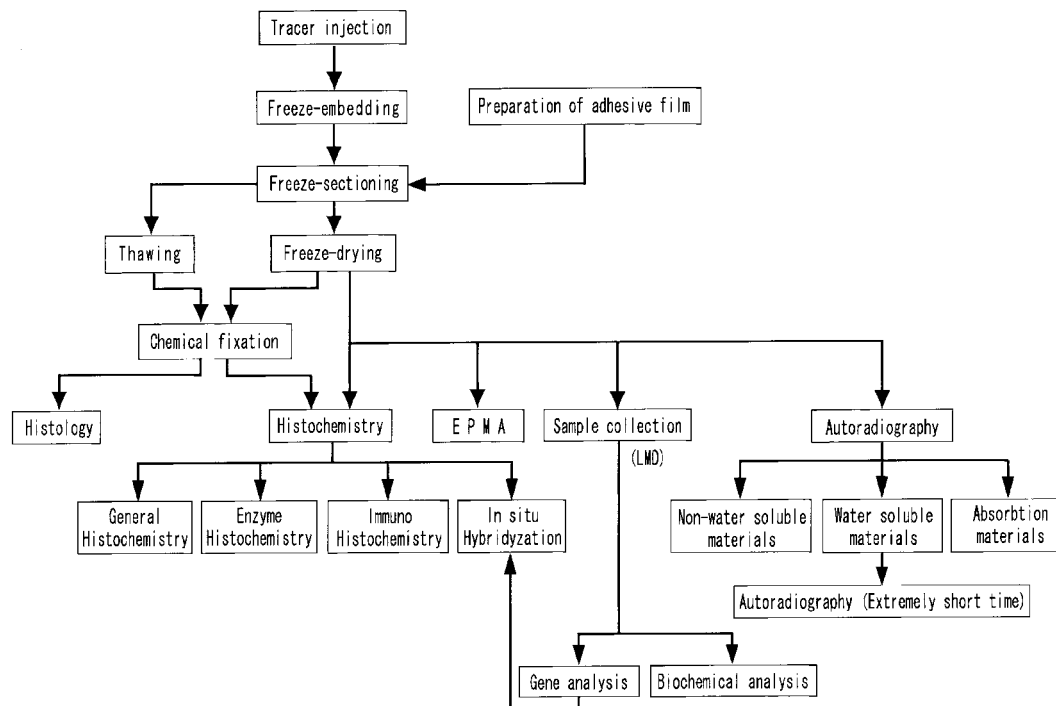 Tracer injection
Freeze-embedding
Preparation of adhesive film
Freeze-sectioning
Thawing
Freeze-drying
Chemical fixation
Histology
Histochemistry
E P M A
Sample collection
(LMD)
Autoradiography
General
Histochemistry
Enzyme
Histochemistry
Immuno
Histochemistry
In situ
Hybridyzation
Non-water soluble
materials
Water soluble
materials
Absorbtion
materials
Autoradiography (Extremely short time)
Gene analysis
Biochemical analysis